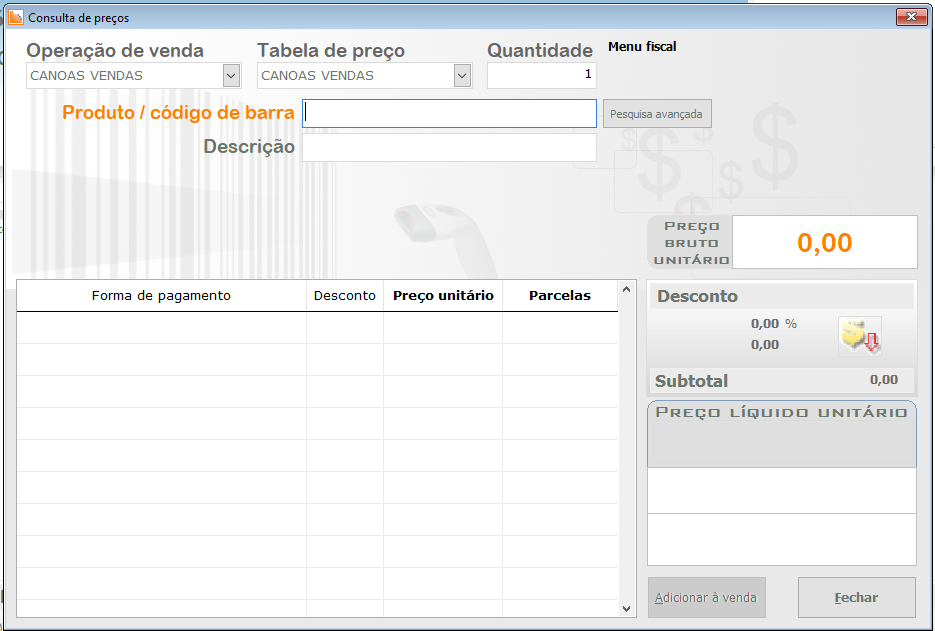 Consulta de preços
Operação de venda
Tabela de preço
Quantidade
Menu fiscal
CANOAS VENDAS
CANOAS VENDAS
1
Produto / código de barra
Pesquisa avançada
Descrição
$ $ $ $ $ $
PREÇO
BRUTO
UNITÁRIO
0,00
Forma de pagamento
Desconto
Preço unitário
Parcelas
Desconto
0,00 %
0,00
Subtotal
0,00
PREÇO LÍQUIDO UNITÁRIO
Adicionar à venda
Fechar